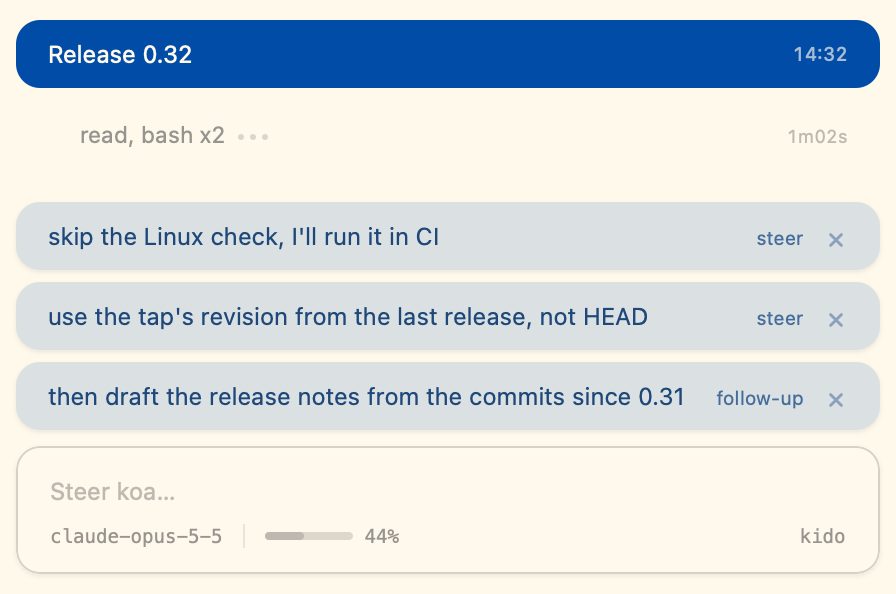 Release 0.32 14:32
read, bash x2 ••• 1m02s
skip the Linux check, I'll run it in CI steer ×
use the tap's revision from the last release, not HEAD steer ×
then draft the release notes from the commits since 0.31 follow-up ×
Steer koa...
claude-opus-5-5 44% kido